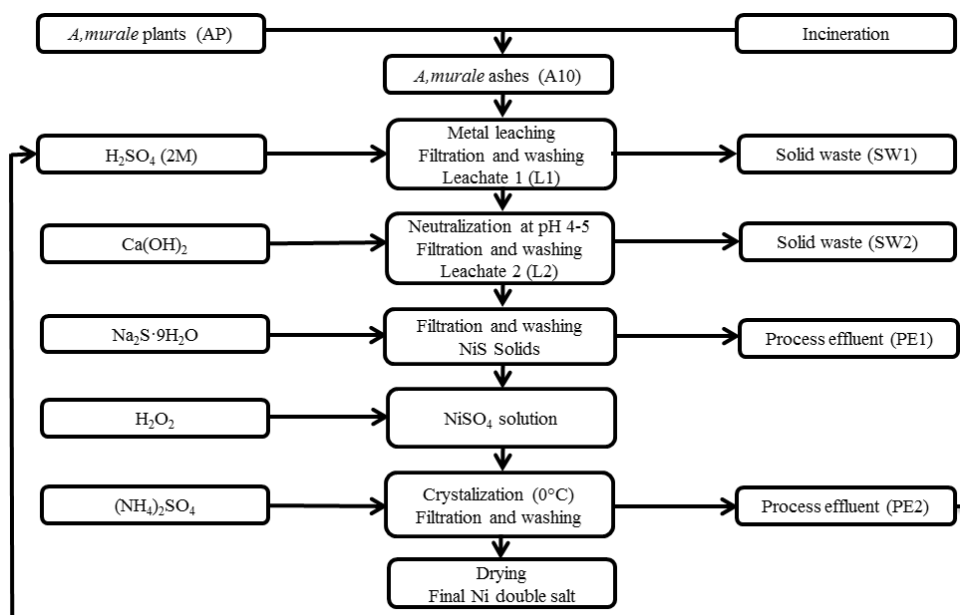 A,murale plants (AP)
Incineration
A,murale ashes (A10)
H₂SO₄ (2M)
Metal leaching
Filtration and washing
Leachate 1 (L1)
Solid waste (SW1)
Ca(OH)₂
Neutralization at pH 4-5
Filtration and washing
Leachate 2 (L2)
Solid waste (SW2)
Na₂S·9H₂O
Filtration and washing
NiS Solids
Process effluent (PE1)
H₂O₂
NiSO₄ solution
(NH₄)₂SO₄
Crystalization (0°C)
Filtration and washing
Process effluent (PE2)
Drying
Final Ni double salt